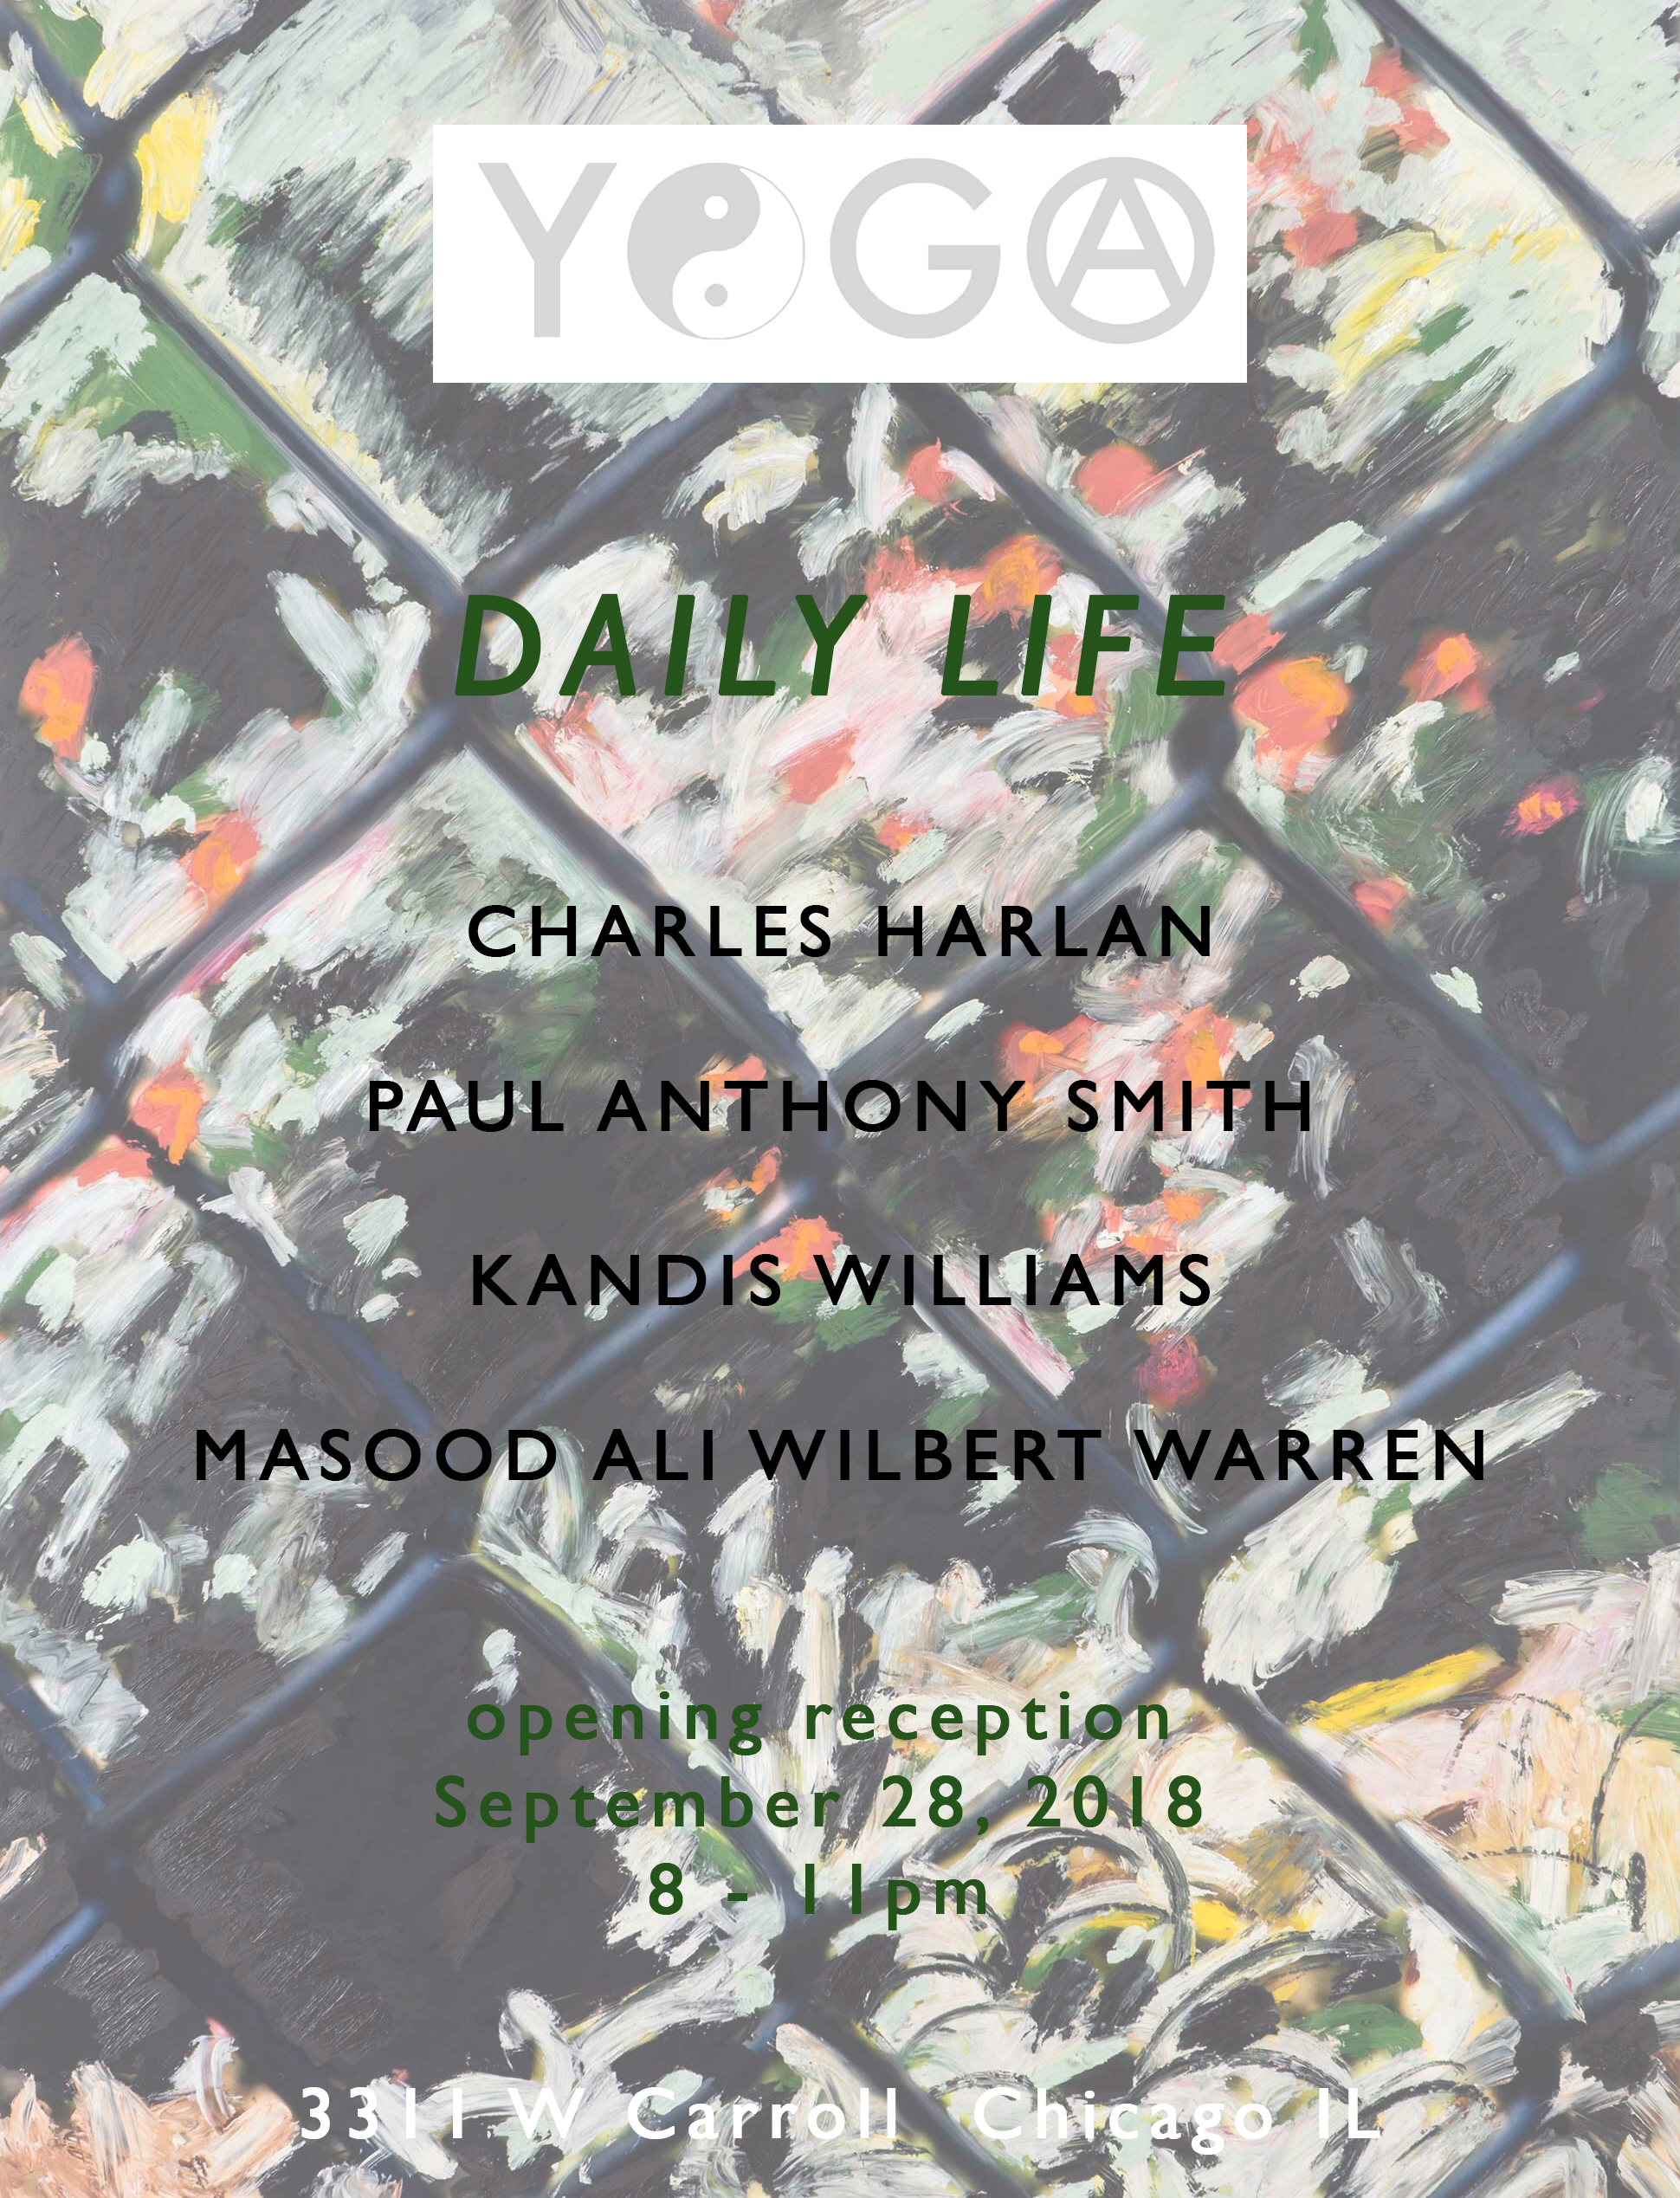 YOGA
DAILY LIFE
CHARLES HARLAN
PAUL ANTHONY SMITH
KANDIS WILLIAMS
MASOOD ALI WILBERT WARREN
opening reception
September 28, 2018
8 - 11pm
3311 W Carroll Chicago IL